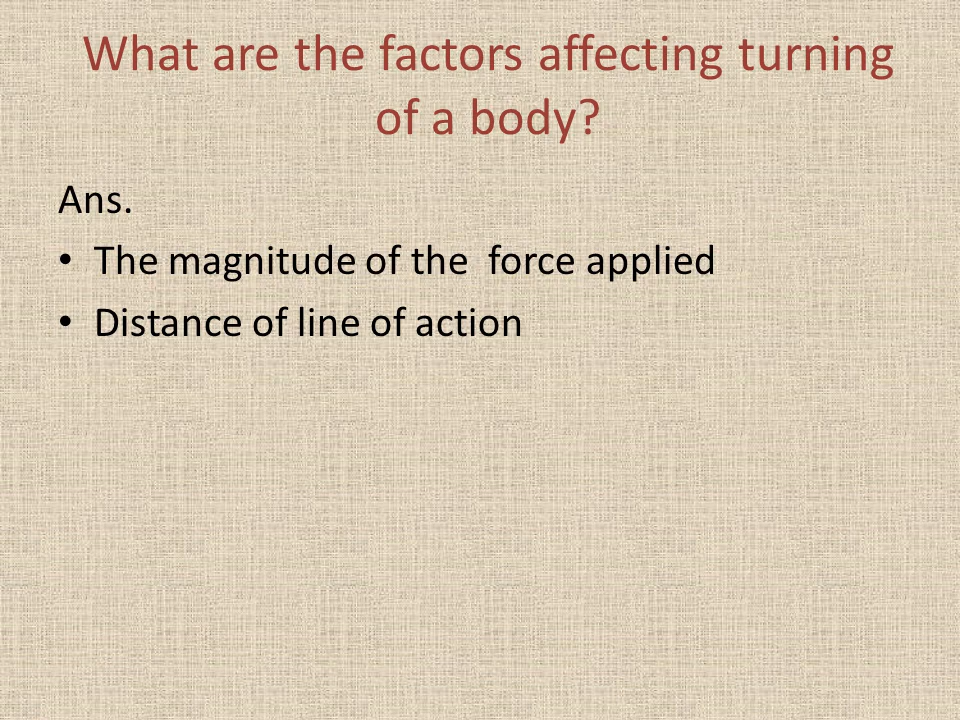 What are the factors affecting turning
of a body?
Ans.
• The magnitude of the  force applied
• Distance of line of action